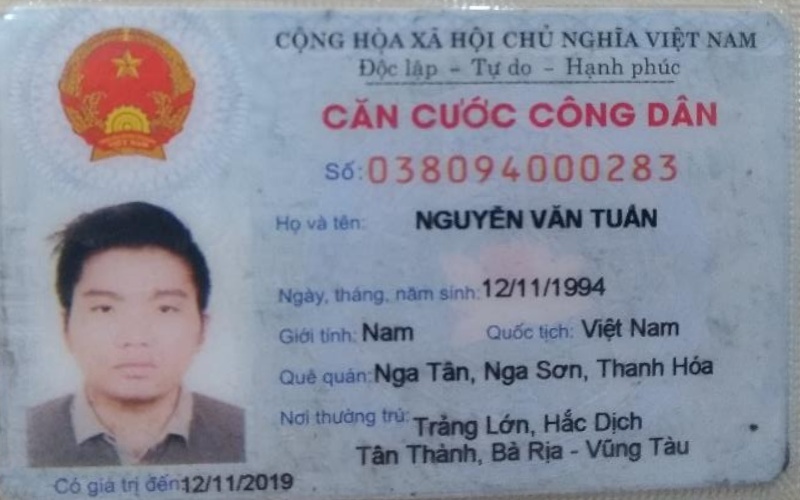 CỘNG HÒA XÃ HỘI CHỦ NGHĨA VIỆT NAM
Độc lập - Tự do - Hạnh phúc
CĂN CƯỚC CÔNG DÂN
Số: 038094000283
Họ và tên: NGUYỄN VĂN TUẤN
Ngày, tháng, năm sinh: 12/11/1994
Giới tính: Nam Quốc tịch: Việt Nam
Quê quán: Nga Tân, Nga Sơn, Thanh Hóa
Nơi thường trú: Trảng Lớn, Hắc Dịch
Tân Thành, Bà Rịa - Vũng Tàu
Có giá trị đến: 12/11/2019
VIỆT NAM